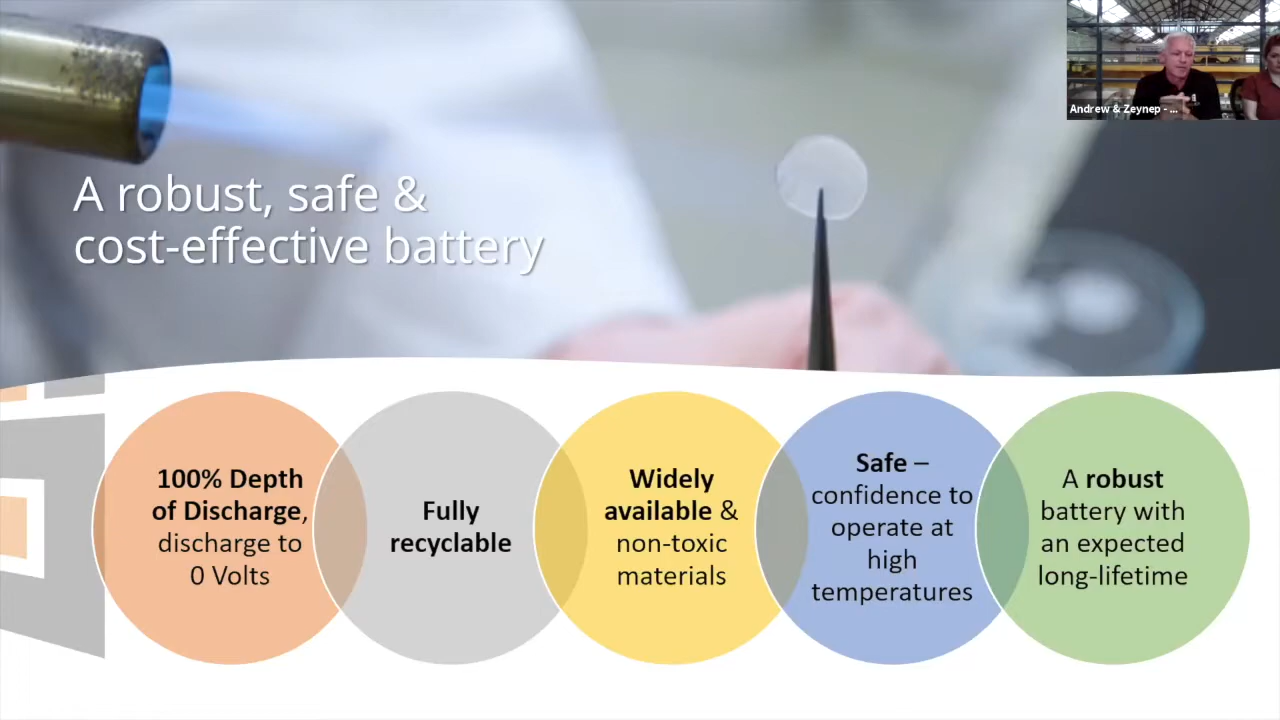 Andrew & Zeynep - ...
A robust, safe &
cost-effective battery
100% Depth
of Discharge,
discharge to
0 Volts
Fully
recyclable
Widely
available &
non-toxic
materials
Safe –
confidence to
operate at
high
temperatures
A robust
battery with
an expected
long-lifetime